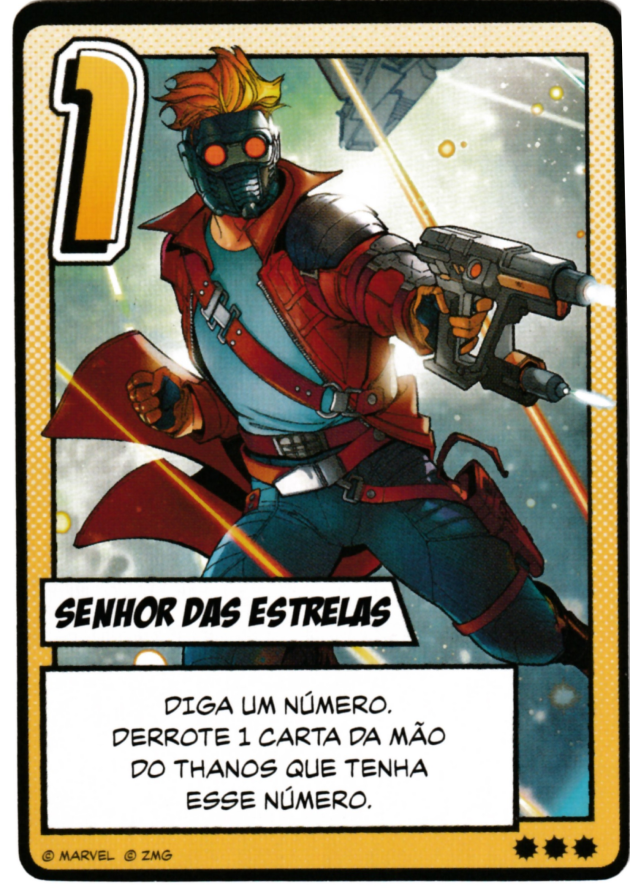 1
SENHOR DAS ESTRELAS
DIGA UM NÚMERO.
DERROTE 1 CARTA DA MÃO
DO THANOS QUE TENHA
ESSE NÚMERO.
© MARVEL © ZMG